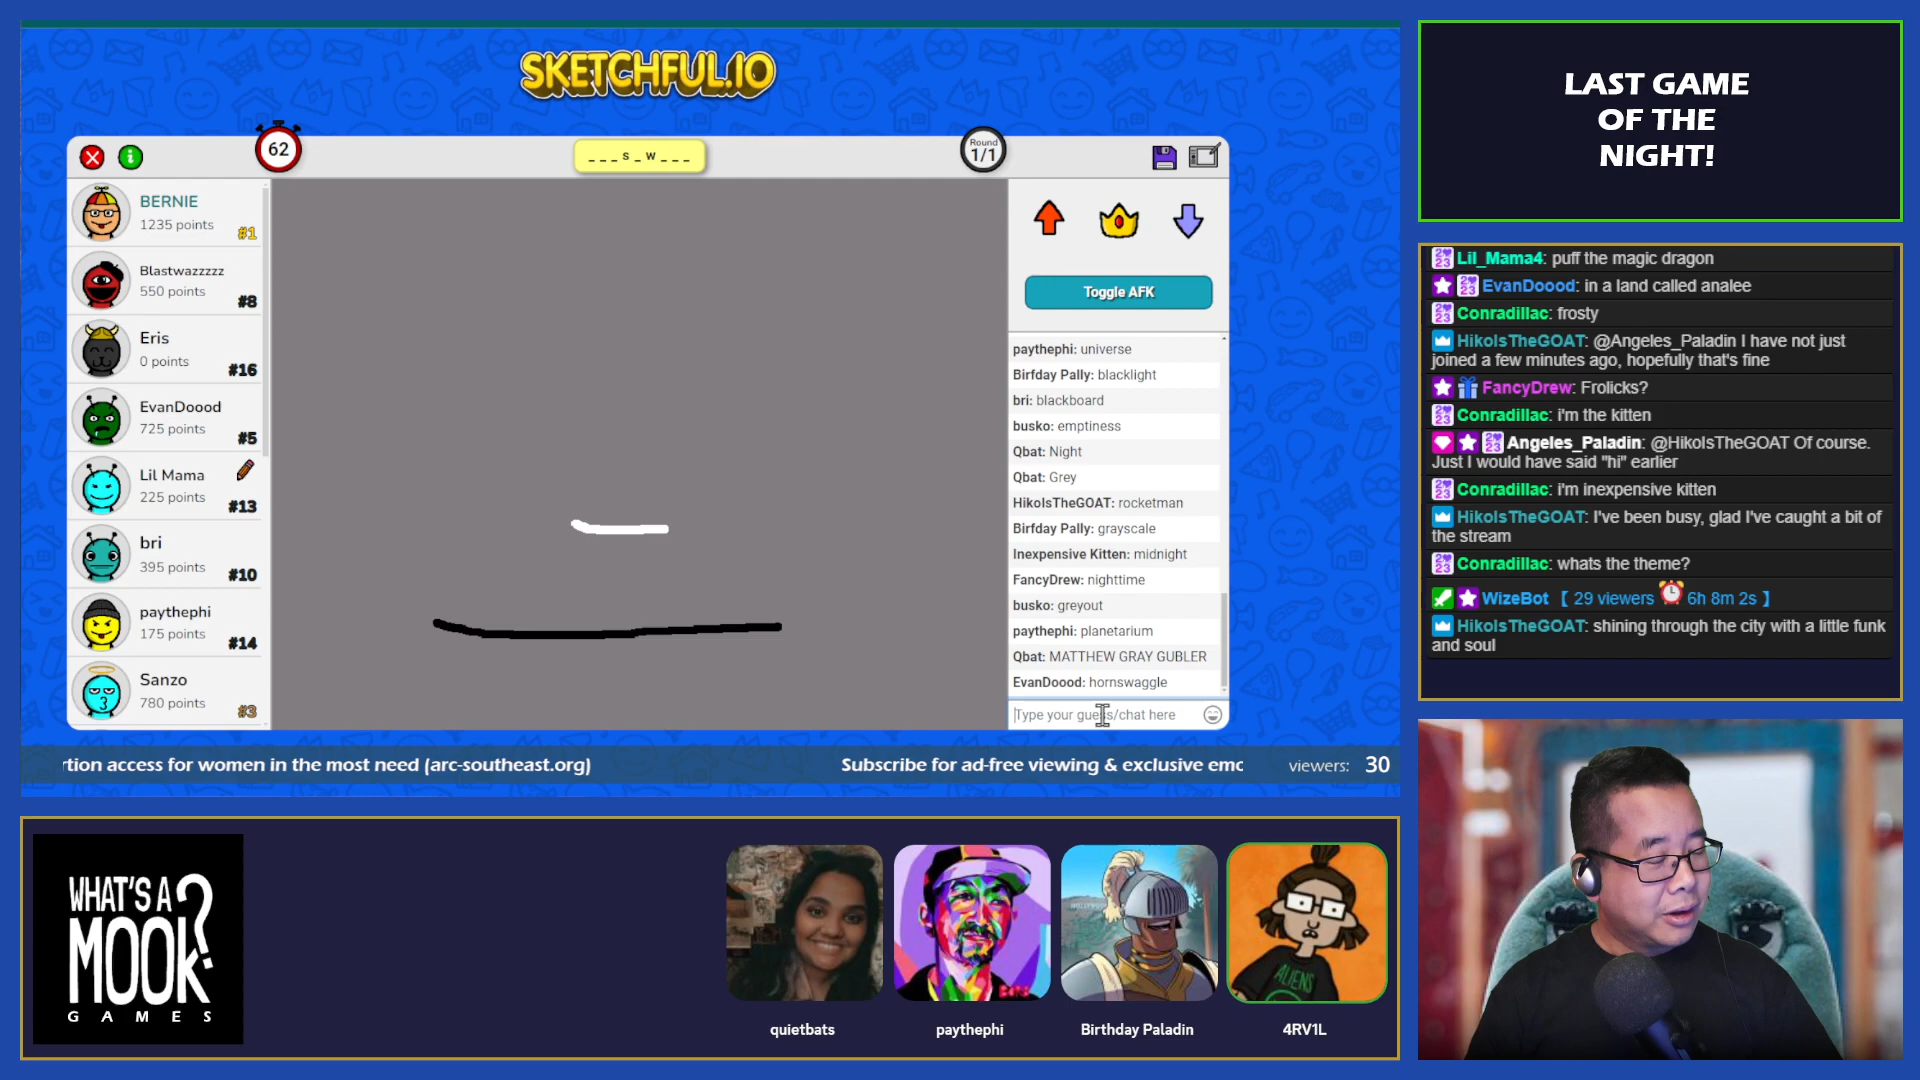 SKETCHFUL.IO
62
_ _ _ s _ w _ _ _
Round
1/1
BERNIE
1235 points
#1
Blastwazzzzz
550 points
#8
Eris
0 points
#16
EvanDoood
725 points
#5
Lil Mama
225 points
#13
bri
395 points
#10
paythephi
175 points
#14
Sanzo
780 points
#3
Toggle AFK
paythephi: universe
Birfday Pally: blacklight
bri: blackboard
busko: emptiness
Qbat: Night
Qbat: Grey
HikoIsTheGOAT: rocketman
Birfday Pally: grayscale
Inexpensive Kitten: midnight
FancyDrew: nighttime
busko: greyout
paythephi: planetarium
Qbat: MATTHEW GRAY GUBLER
EvanDoood: hornswaggle
Type your guess/chat here
rtion access for women in the most need (arc-southeast.org)
Subscribe for ad-free viewing & exclusive emo
viewers: 30
LAST GAME
OF THE
NIGHT!
Lil_Mama4: puff the magic dragon
EvanDoood: in a land called analee
Conradillac: frosty
HikoIsTheGOAT: @Angeles_Paladin I have not just
joined a few minutes ago, hopefully that's fine
FancyDrew: Frolicks?
Conradillac: i'm the kitten
Angeles_Paladin: @HikoIsTheGOAT Of course.
Just I would have said "hi" earlier
Conradillac: i'm inexpensive kitten
HikoIsTheGOAT: I've been busy, glad I've caught a bit of
the stream
Conradillac: whats the theme?
WizeBot 【 29 viewers 6h 8m 2s 】
HikoIsTheGOAT: shining through the city with a little funk
and soul
WHAT'S A
MOOK?
GAMES
ALIENS
quietbats
paythephi
Birthday Paladin
4RV1L